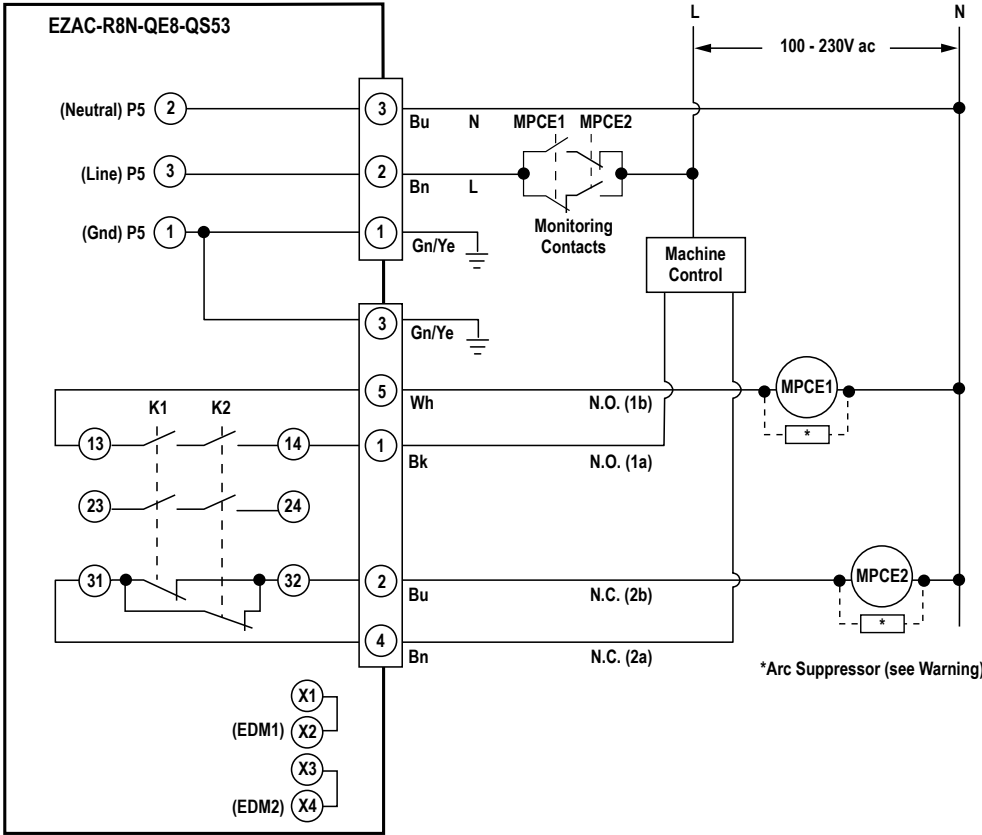 EZAC-R8N-QE8-QS53
L
N
100 - 230V ac
(Neutral) P5
2
3
Bu
N
MPCE1
MPCE2
(Line) P5
3
2
Bn
L
Monitoring
Contacts
(Gnd) P5
1
1
Gn/Ye
Machine
Control
3
Gn/Ye
5
Wh
N.O. (1b)
MPCE1
*
K1
K2
13
14
1
Bk
N.O. (1a)
23
24
31
32
2
Bu
N.C. (2b)
MPCE2
*
4
Bn
N.C. (2a)
*Arc Suppressor (see Warning)
X1
(EDM1)
X2
X3
(EDM2)
X4